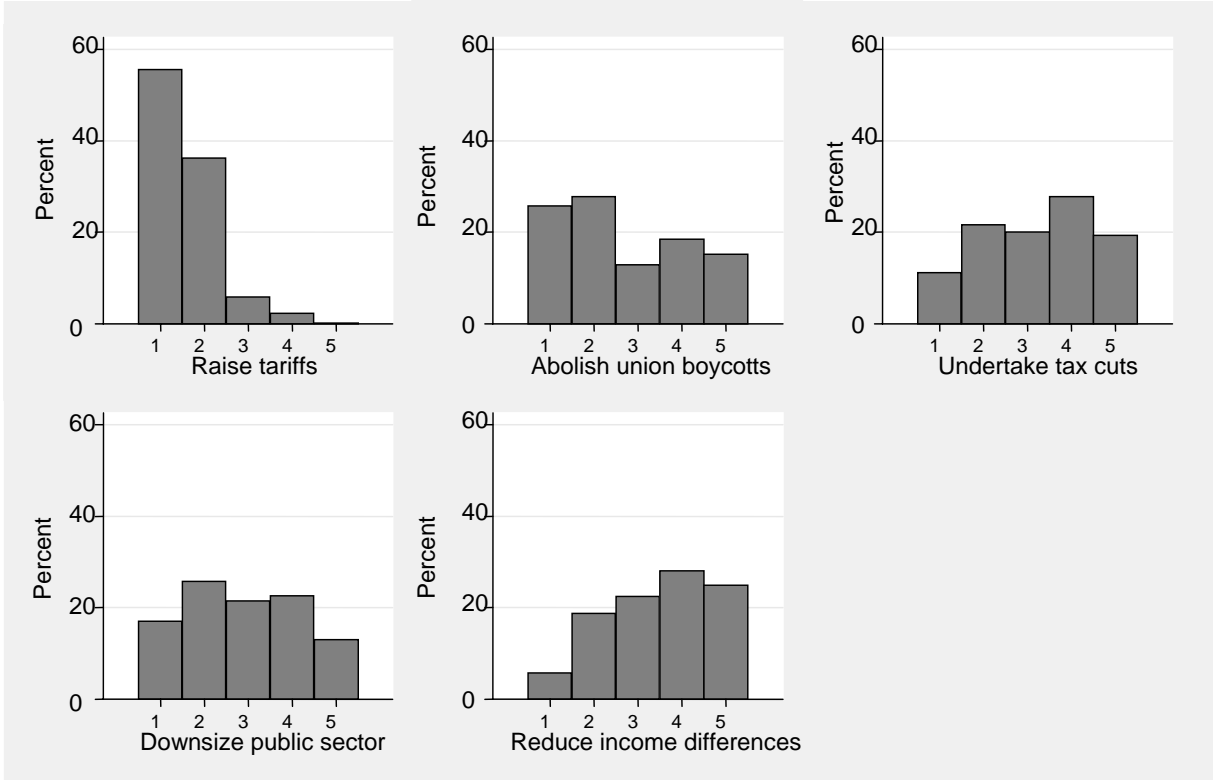 60
40
20
0
Percent
1 2 3 4 5
Raise tariffs
60
40
20
0
Percent
1 2 3 4 5
Abolish union boycotts
60
40
20
0
Percent
1 2 3 4 5
Undertake tax cuts
60
40
20
0
Percent
1 2 3 4 5
Downsize public sector
60
40
20
0
Percent
1 2 3 4 5
Reduce income differences